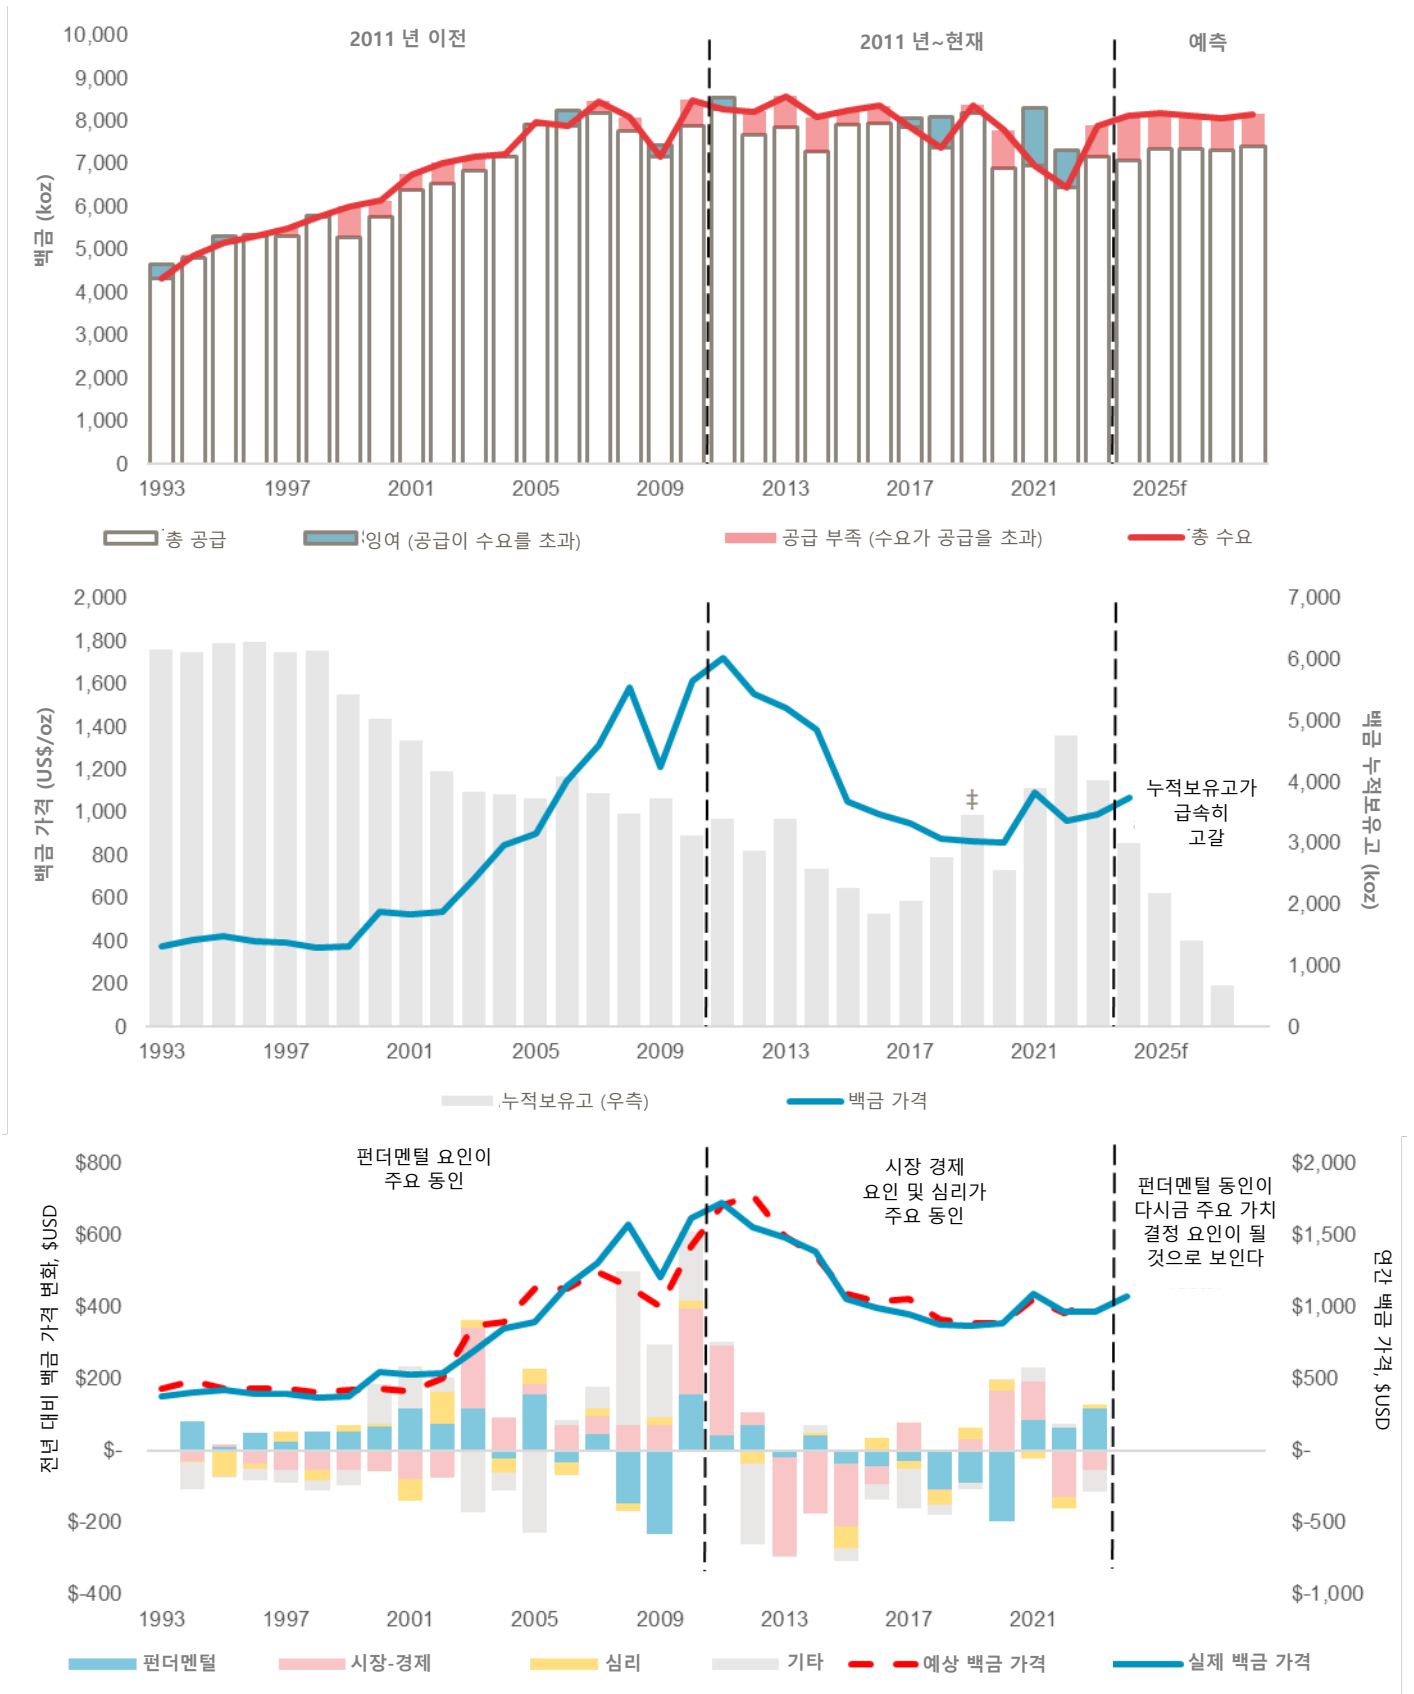 2011 년 이전
2011 년~현재
예측
백금 (koz)
10,000
9,000
8,000
7,000
6,000
5,000
4,000
3,000
2,000
1,000
0
1993
1997
2001
2005
2009
2013
2017
2021
2025f
총 공급
잉여 (공급이 수요를 초과)
공급 부족 (수요가 공급을 초과)
총 수요
백금 가격 (US$/oz)
2,000
1,800
1,600
1,400
1,200
1,000
800
600
400
200
0
7,000
6,000
5,000
4,000
3,000
2,000
1,000
0
백금 누적보유고 (koz)
‡
누적보유고가
급속히
고갈
1993
1997
2001
2005
2009
2013
2017
2021
2025f
누적보유고 (우측)
백금 가격
전년 대비 백금 가격 변화, $USD
$800
$600
$400
$200
$-
$-200
$-400
펀더멘털 요인이
주요 동인
시장 경제
요인 및 심리가
주요 동인
펀더멘털 동인이
다시금 주요 가치
결정 요인이 될
것으로 보인다
$2,000
$1,500
$1,000
$500
$-
$-500
$-1,000
연간 백금 가격, $USD
1993
1997
2001
2005
2009
2013
2017
2021
펀더멘털
시장-경제
심리
기타
예상 백금 가격
실제 백금 가격